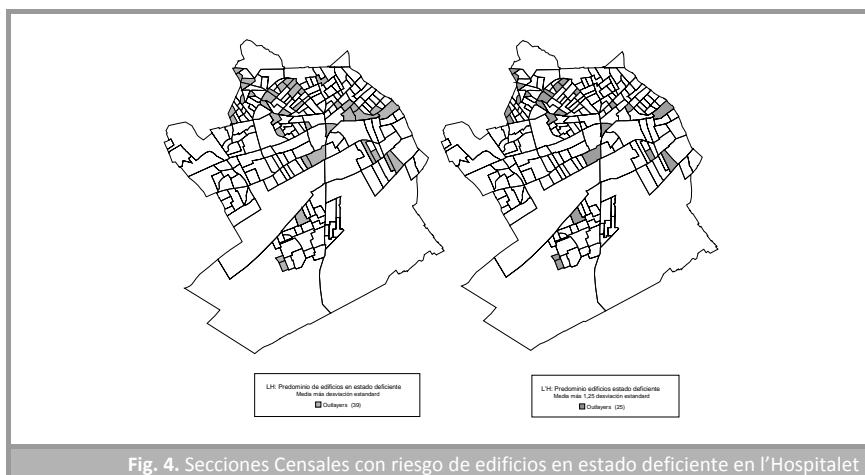 LH: Predominio de edificios en estado deficiente
Media más desviación estandard
Outlayers (39)
L'H: Predominio edificios estado deficiente
Media más 1,25 desviación estandard
Outlayers (25)
Fig. 4. Secciones Censales con riesgo de edificios en estado deficiente en l'Hospitalet